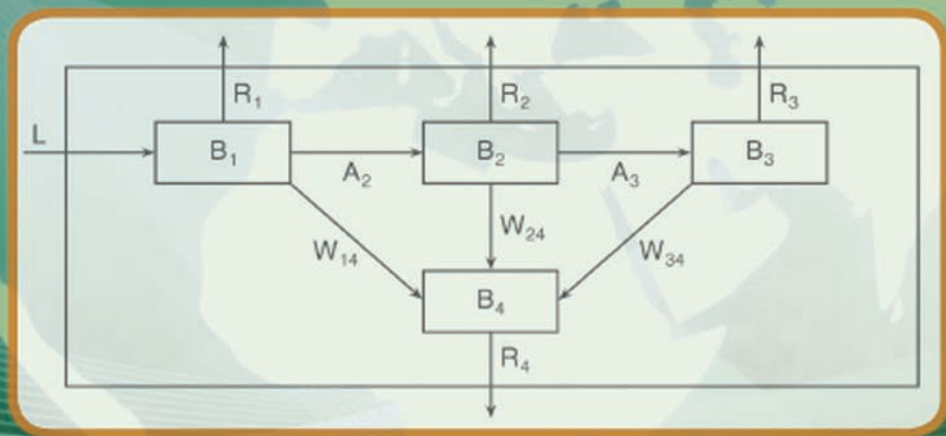 R₁ R₂ R₃
L
B₁ B₂ B₃
A₂ A₃
W₁₄ W₂₄ W₃₄
B₄
R₄